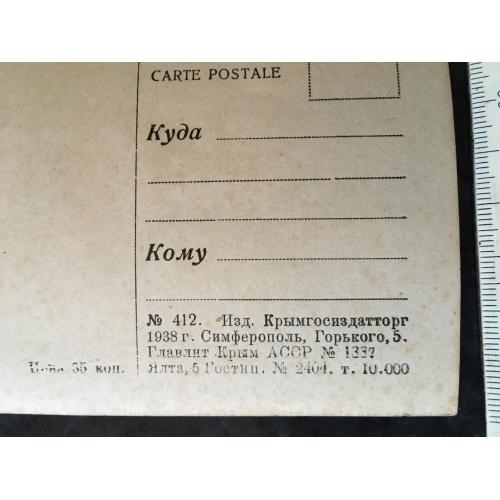 CARTE POSTALE
Куда
Кому
№ 412. Изд. Крымгосиздатторг
1938 г. Симферополь, Горького, 5.
Главлит Крым АССР № 1337
Цена 35 коп.
Ялта, 5 Гостип. № 2404. т. 10.000